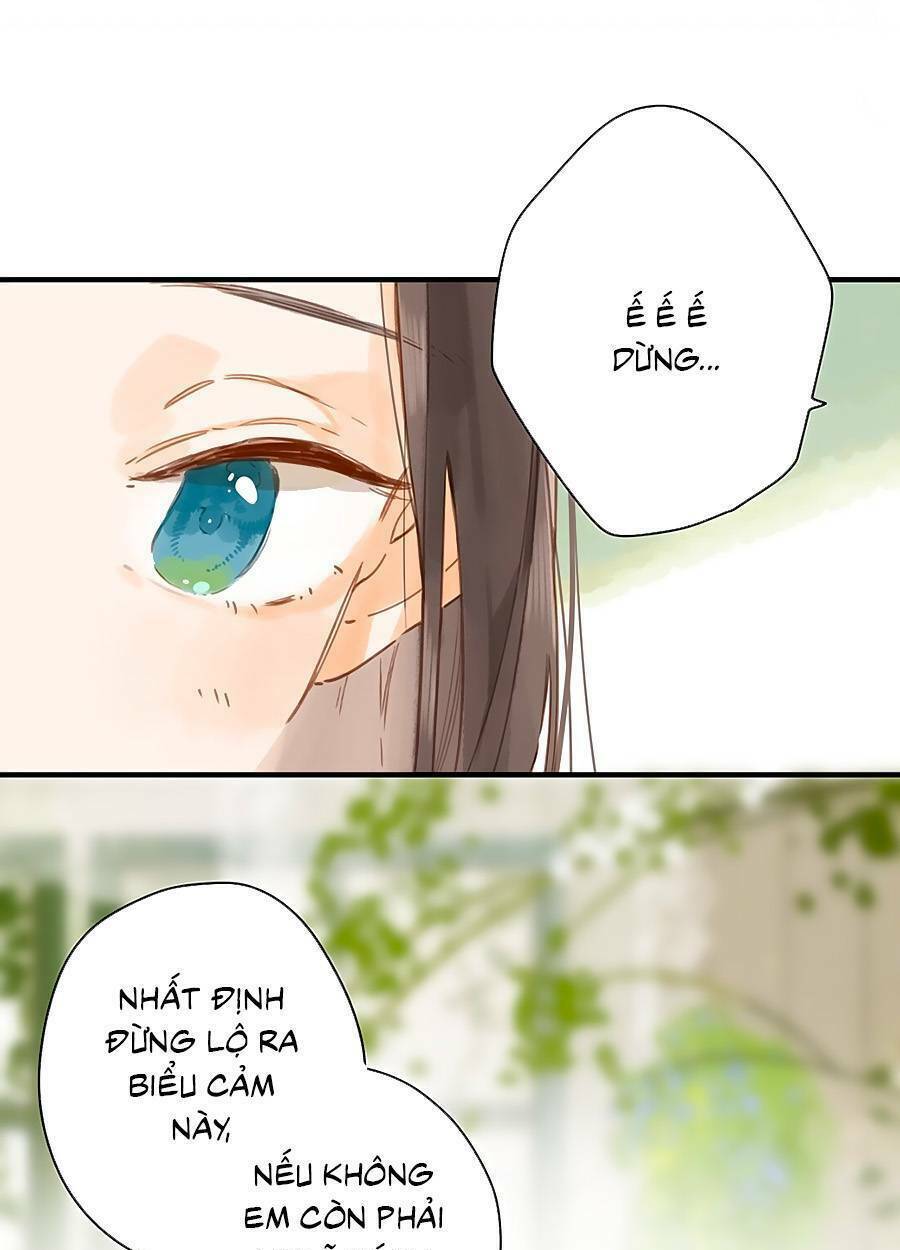 Ế Ế Ế
DỪNG...
NHẤT ĐỊNH
ĐỪNG LỘ RA
BIỂU CẢM
NÀY,
NẾU KHÔNG
EM CÒN PHẢI